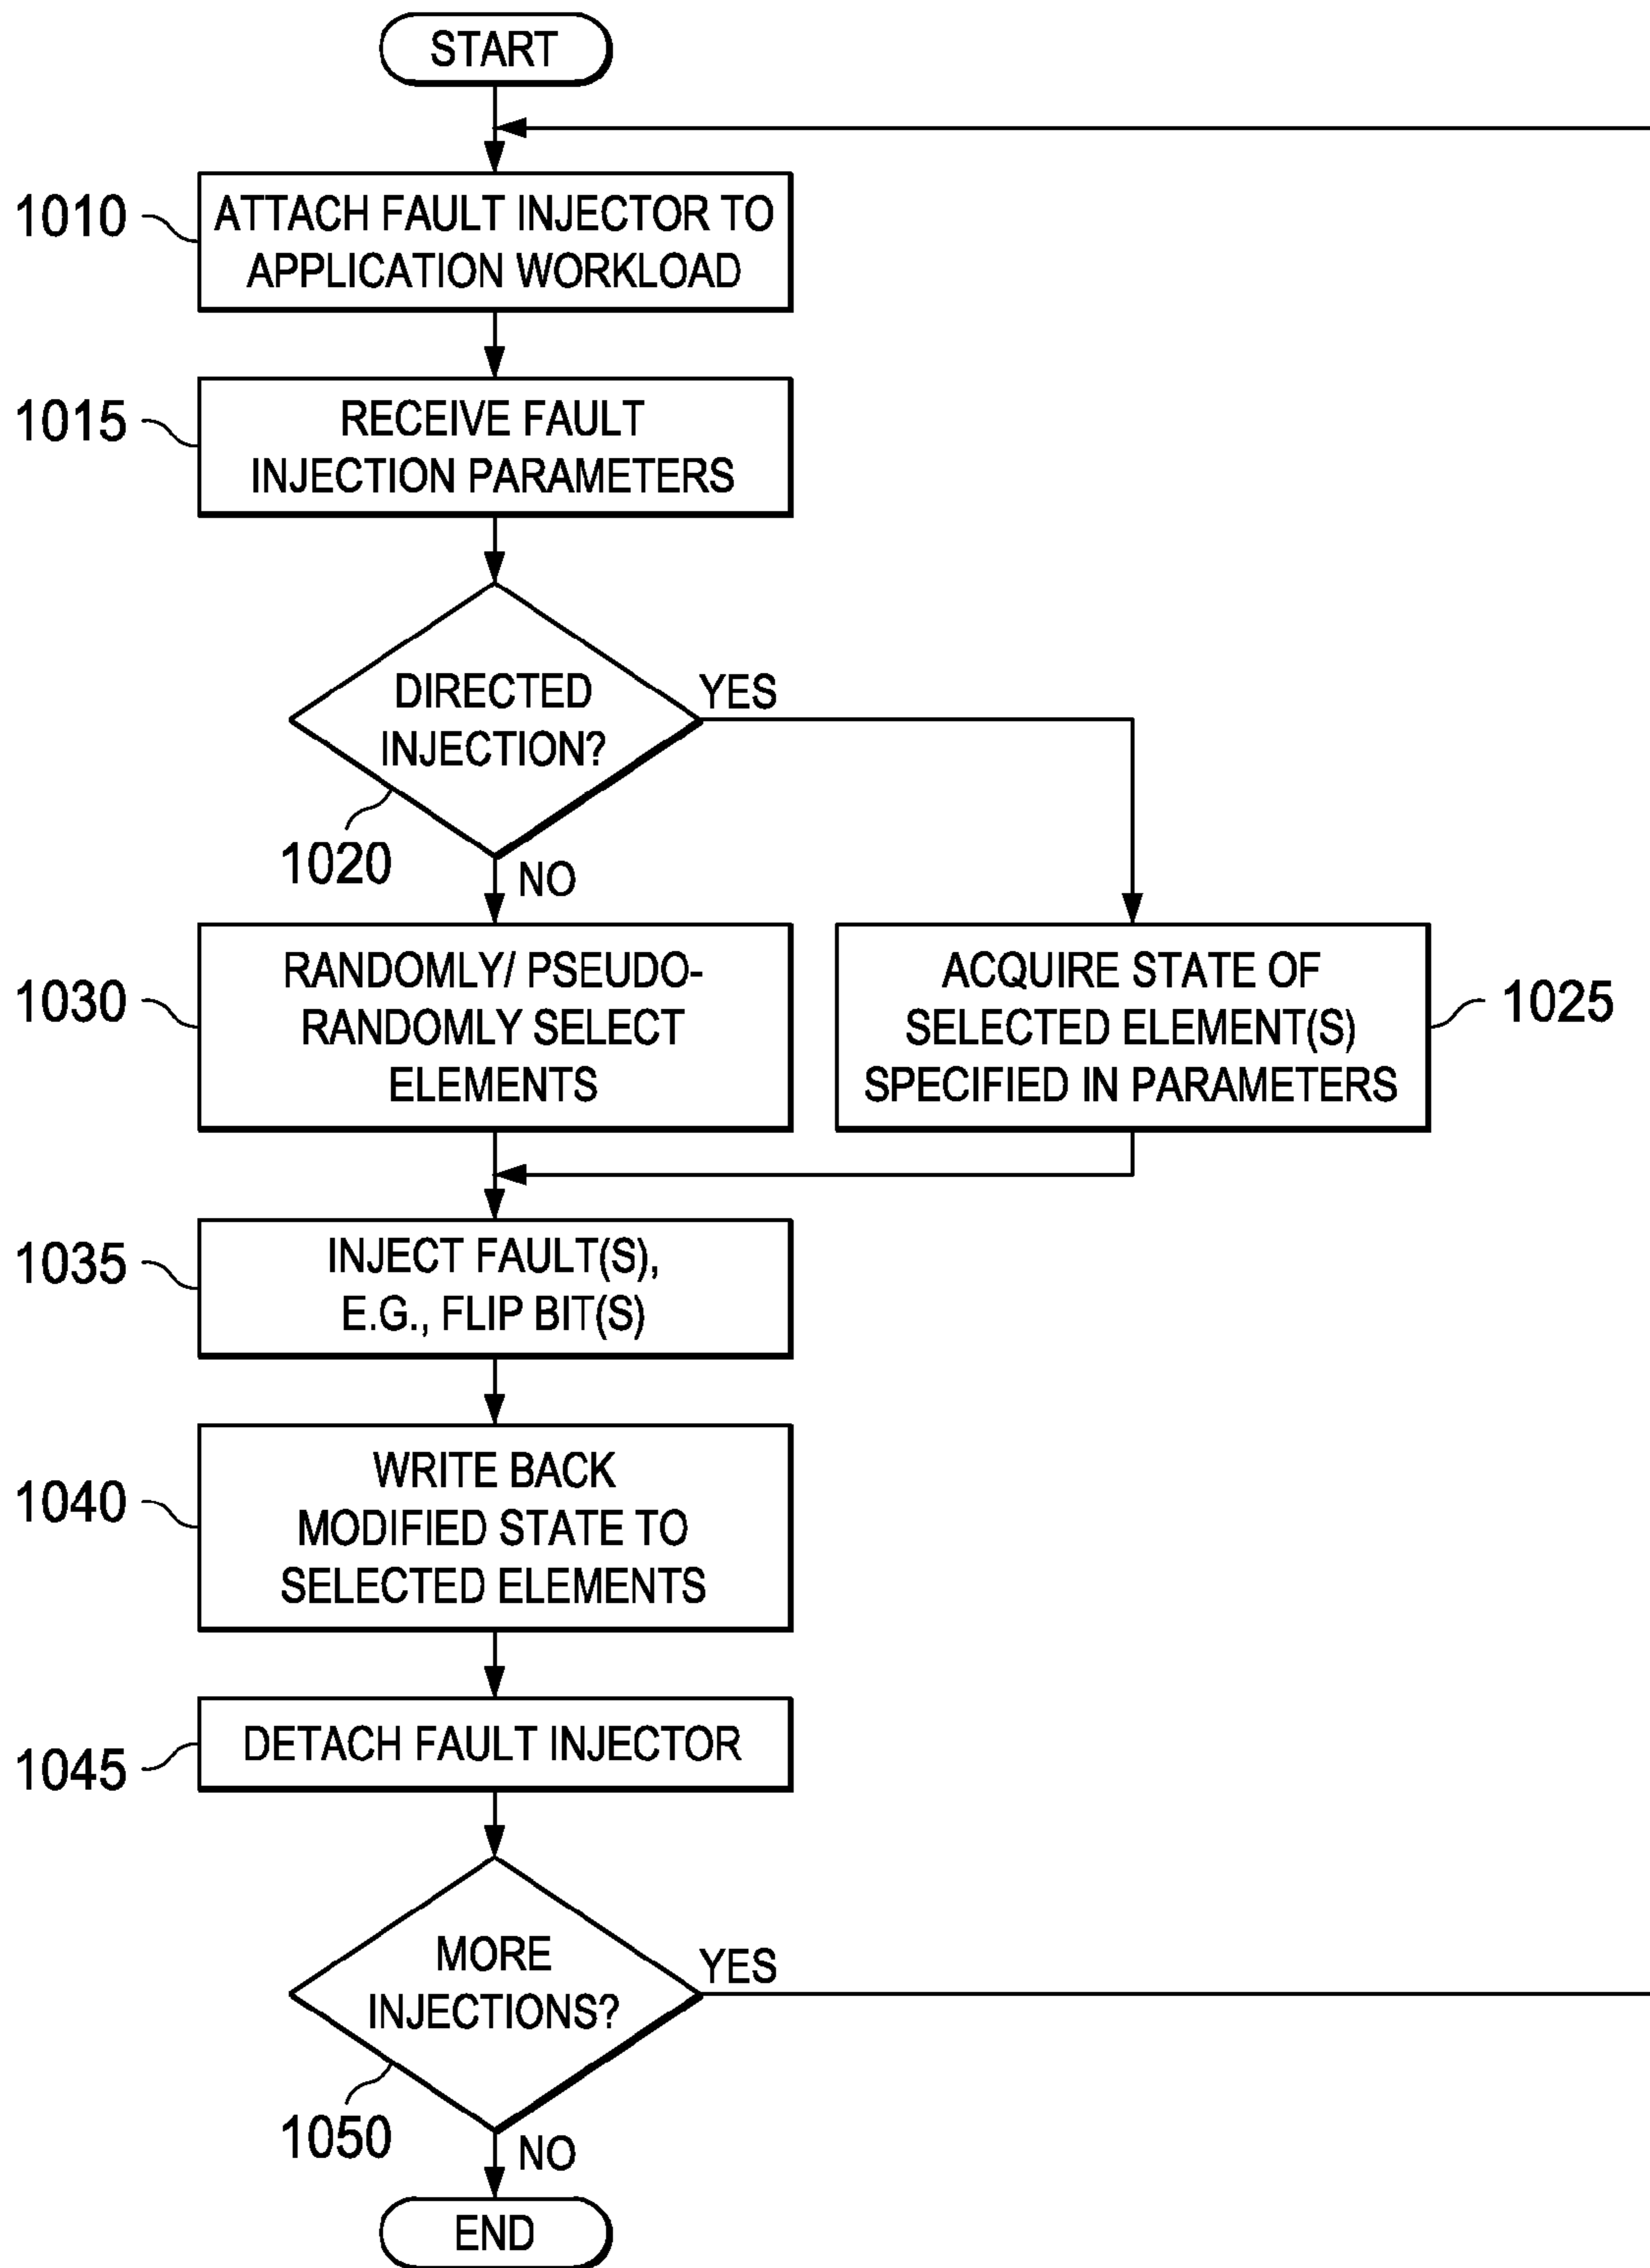 START
1010
ATTACH FAULT INJECTOR TO
APPLICATION WORKLOAD
1015
RECEIVE FAULT
INJECTION PARAMETERS
DIRECTED
INJECTION?
YES
1020
NO
1030
RANDOMLY/ PSEUDO-
RANDOMLY SELECT
ELEMENTS
ACQUIRE STATE OF
SELECTED ELEMENT(S)
SPECIFIED IN PARAMETERS
1025
1035
INJECT FAULT(S),
E.G., FLIP BIT(S)
1040
WRITE BACK
MODIFIED STATE TO
SELECTED ELEMENTS
1045
DETACH FAULT INJECTOR
MORE
INJECTIONS?
YES
1050
NO
END